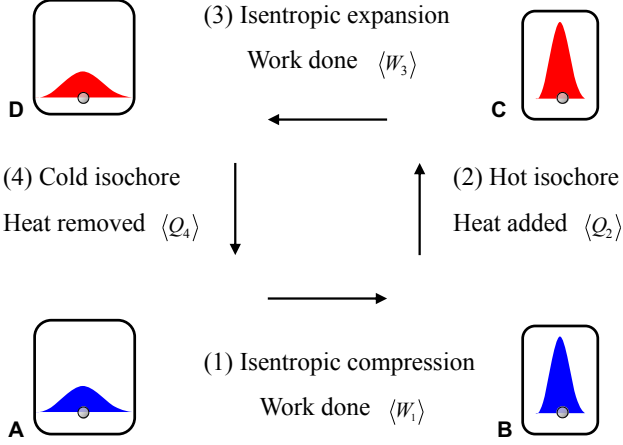 (3) Isentropic expansion
Work done ⟨W₃⟩
D
C
(4) Cold isochore
Heat removed ⟨Q₄⟩
(2) Hot isochore
Heat added ⟨Q₂⟩
(1) Isentropic compression
Work done ⟨W₁⟩
A
B